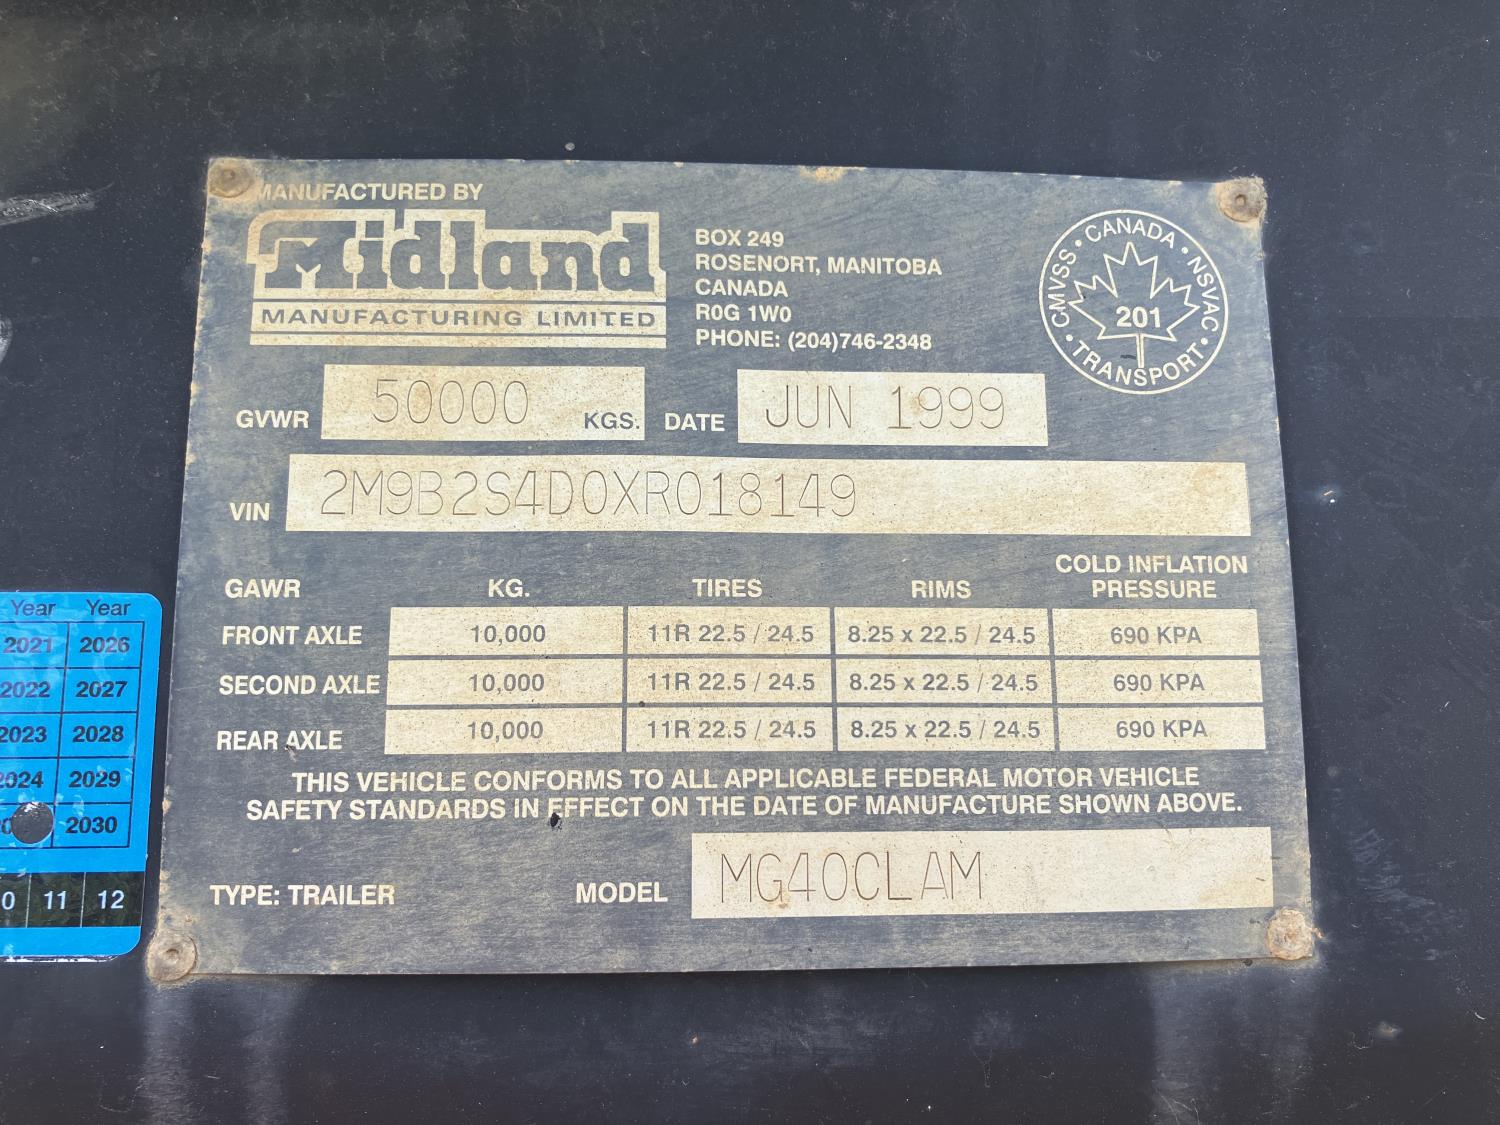 MANUFACTURED BY
Midland
MANUFACTURING LIMITED
BOX 249
ROSENORT, MANITOBA
CANADA
R0G 1W0
PHONE: (204)746-2348
CMVSS • CANADA • NSVAC • TRANSPORT •
201
GVWR 50000 KGS. DATE JUN 1999
VIN 2M9B2S4D0XR018149
GAWR KG. TIRES RIMS COLD INFLATION PRESSURE
FRONT AXLE 10,000 11R 22.5 / 24.5 8.25 x 22.5 / 24.5 690 KPA
SECOND AXLE 10,000 11R 22.5 / 24.5 8.25 x 22.5 / 24.5 690 KPA
REAR AXLE 10,000 11R 22.5 / 24.5 8.25 x 22.5 / 24.5 690 KPA
THIS VEHICLE CONFORMS TO ALL APPLICABLE FEDERAL MOTOR VEHICLE
SAFETY STANDARDS IN EFFECT ON THE DATE OF MANUFACTURE SHOWN ABOVE.
TYPE: TRAILER MODEL MG40CLAM
Year Year
2021 2026
2022 2027
2023 2028
2024 2029
2030
11 12